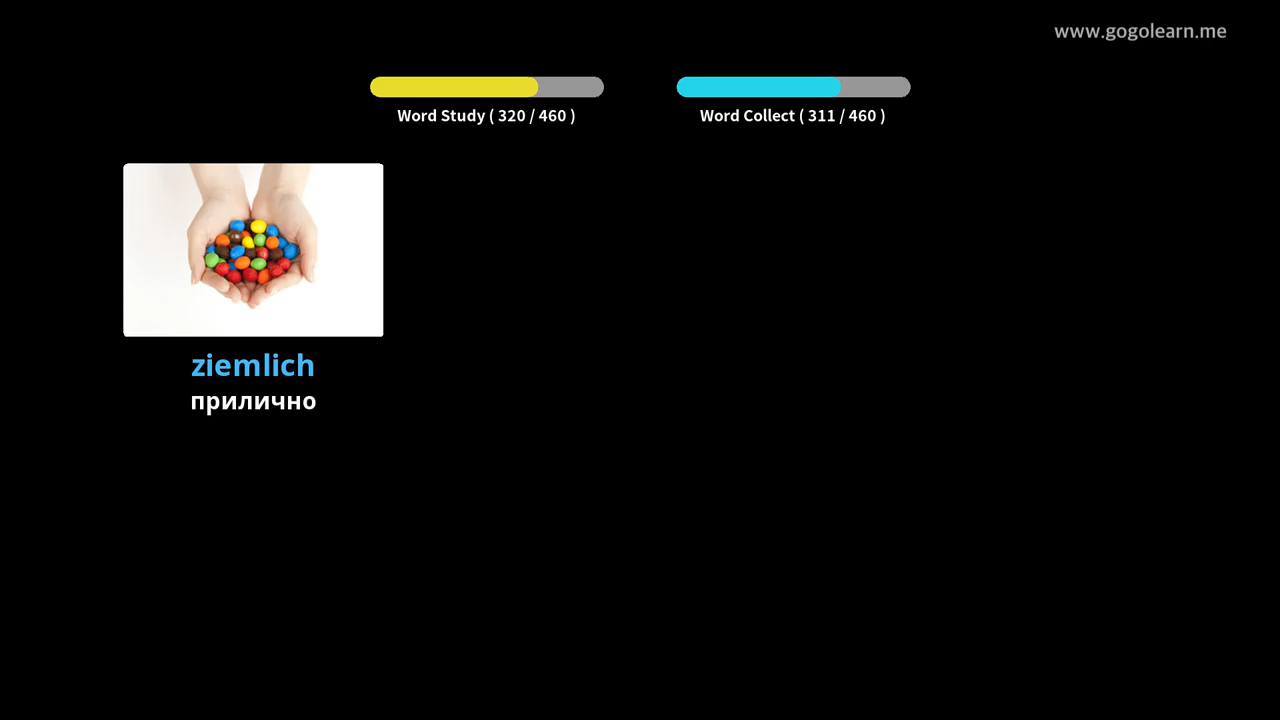 www.gogolearn.me
Word Study ( 320 / 460 )
Word Collect ( 311 / 460 )
ziemlich
прилично